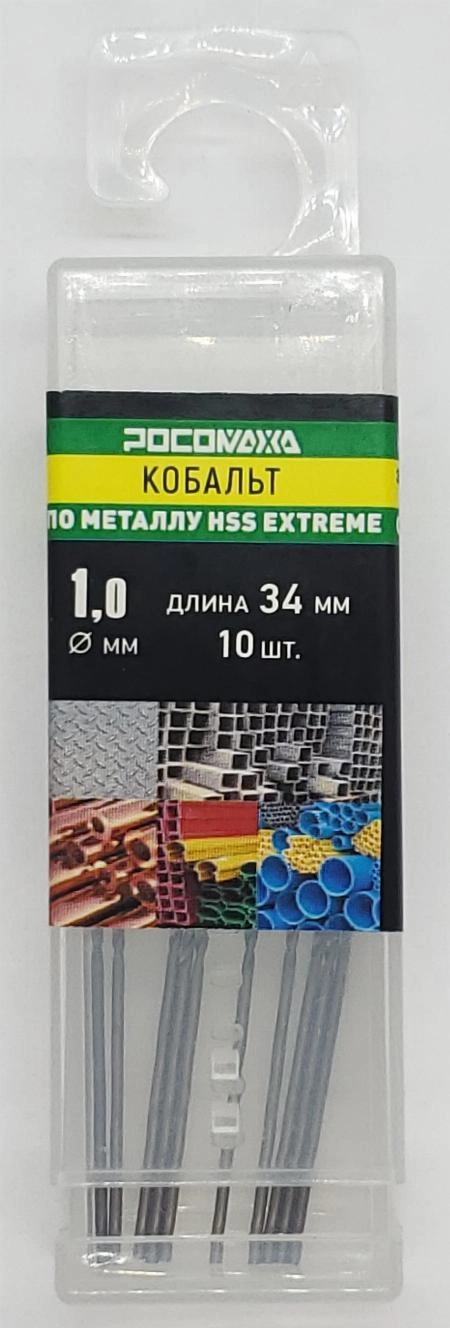 РОСОМАХА
КОБАЛЬТ
ПО МЕТАЛЛУ HSS EXTREME
1,0 ДЛИНА 34 ММ
Ø ММ 10 ШТ.